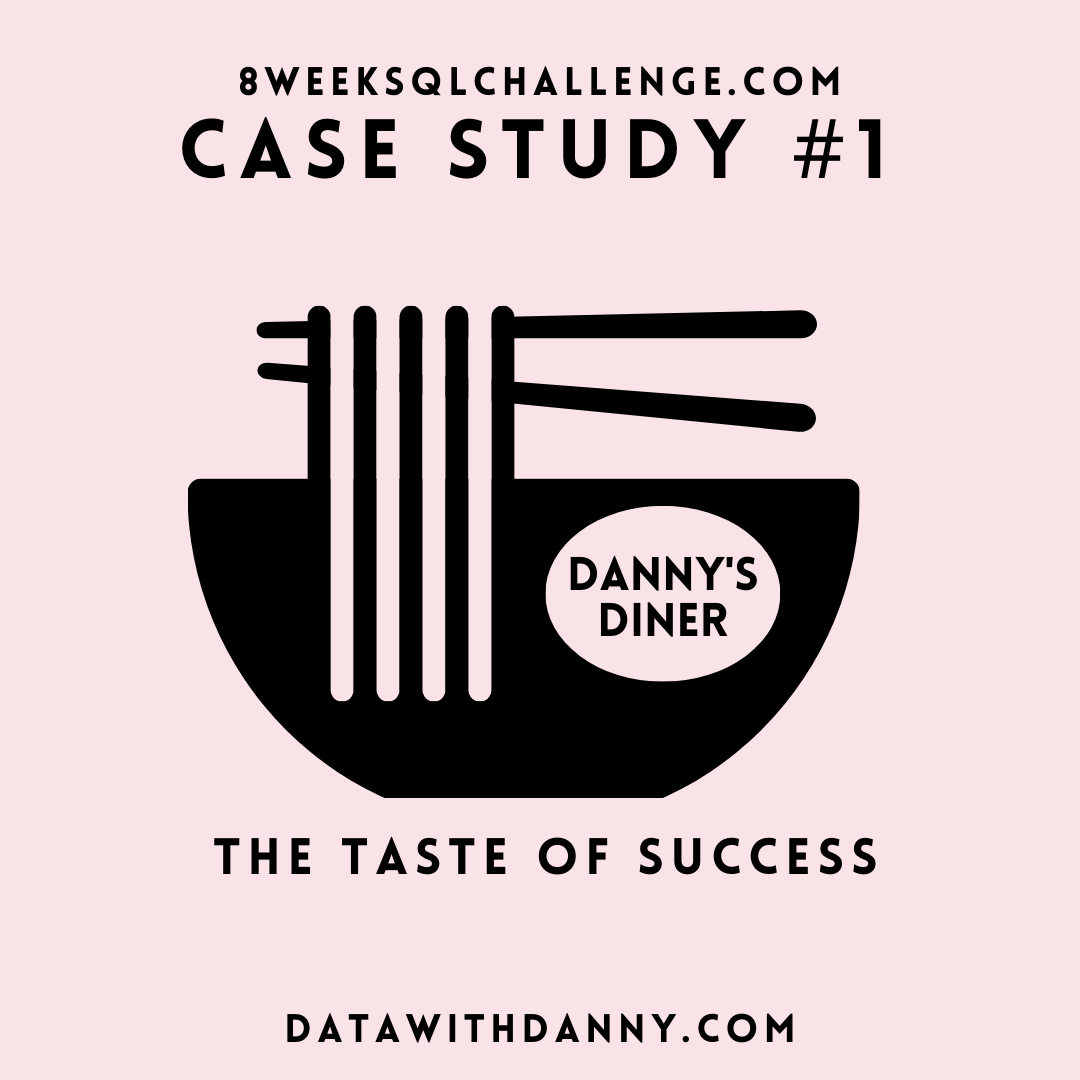 8WEEKSQLCHALLENGE.COM
CASE STUDY #1
DANNY'S
DINER
THE TASTE OF SUCCESS
DATAWITHDANNY.COM